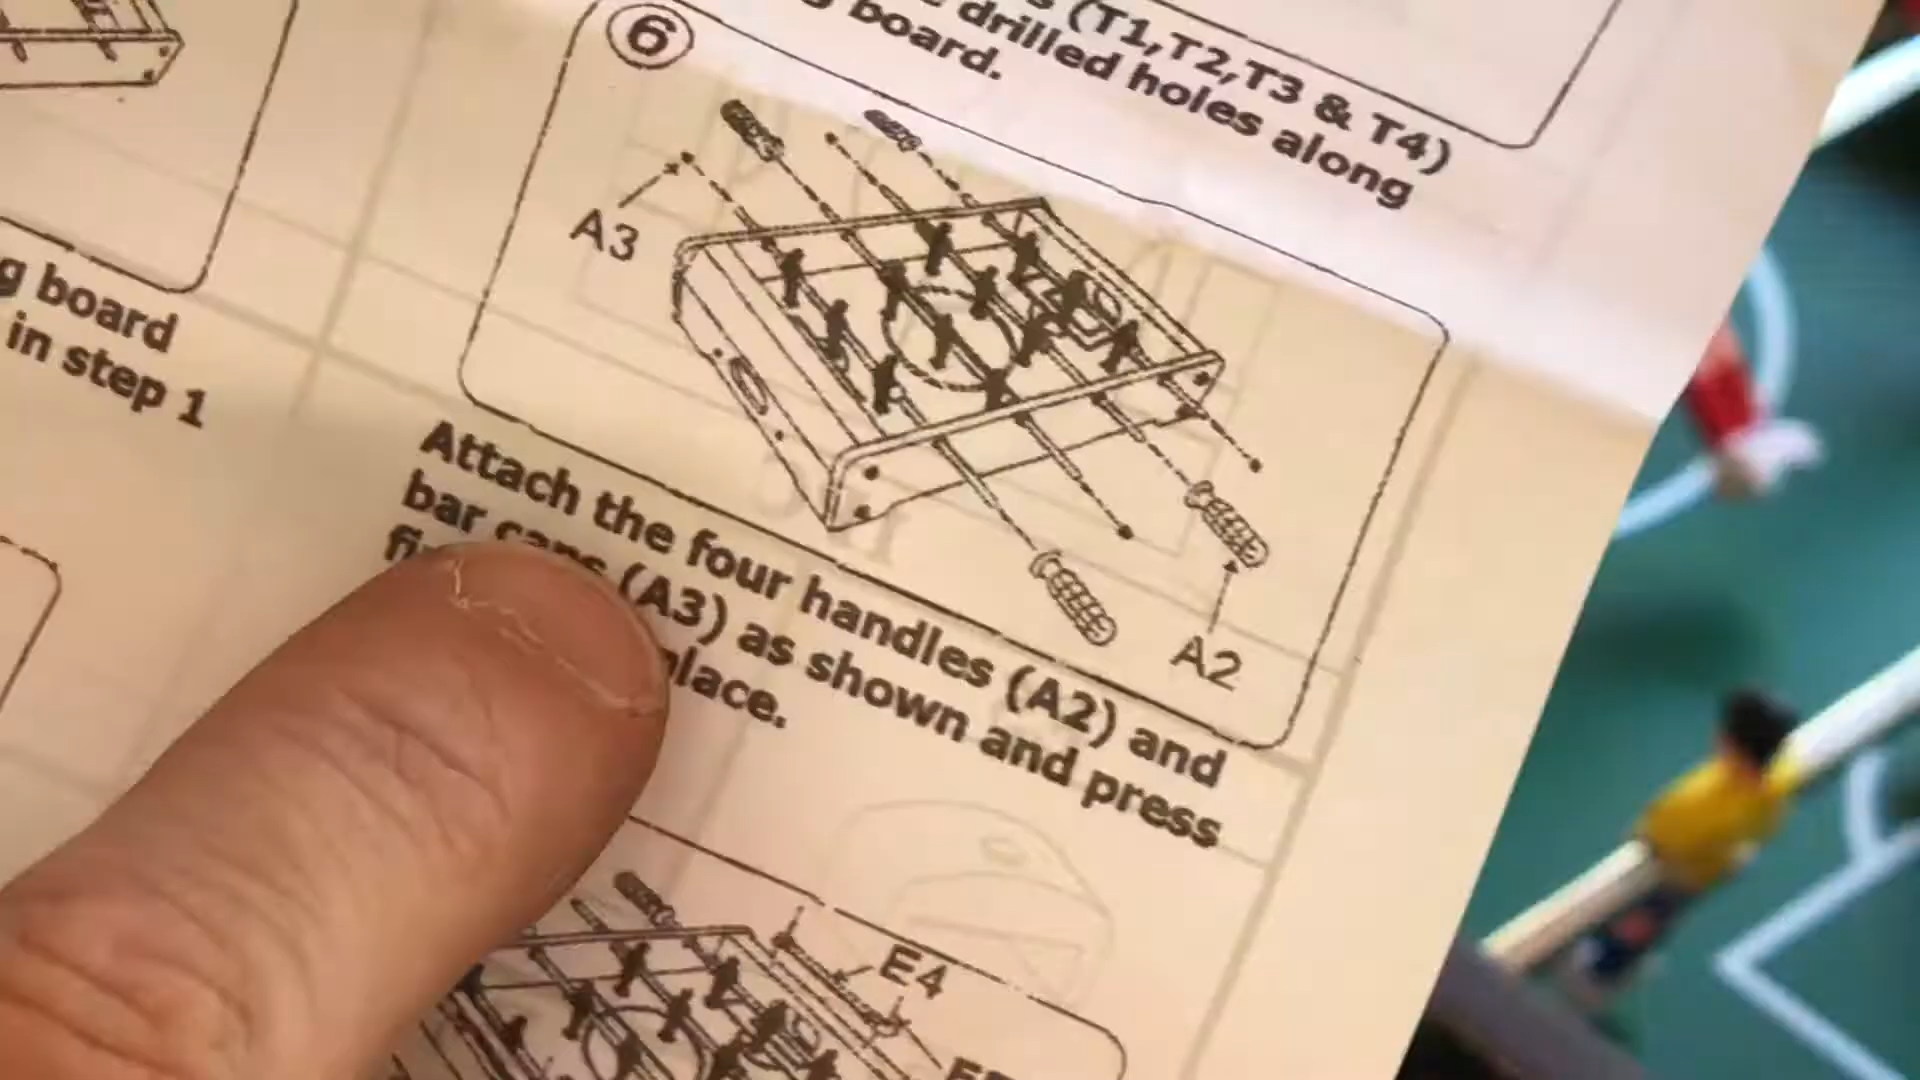 (T1,T2,T3 & T4)
drilled holes along
board.
6
A3
A2
g board
in step 1
Attach the four handles (A2) and
bar caps (A3) as shown and press
place.
E4